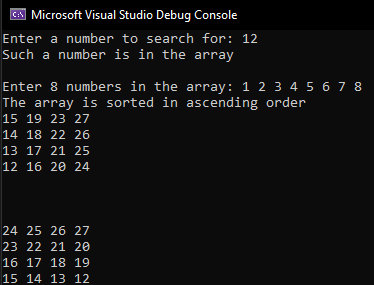 Microsoft Visual Studio Debug Console
Enter a number to search for: 12
Such a number is in the array
Enter 8 numbers in the array: 1 2 3 4 5 6 7 8
The array is sorted in ascending order
15 19 23 27
14 18 22 26
13 17 21 25
12 16 20 24
24 25 26 27
23 22 21 20
16 17 18 19
15 14 13 12